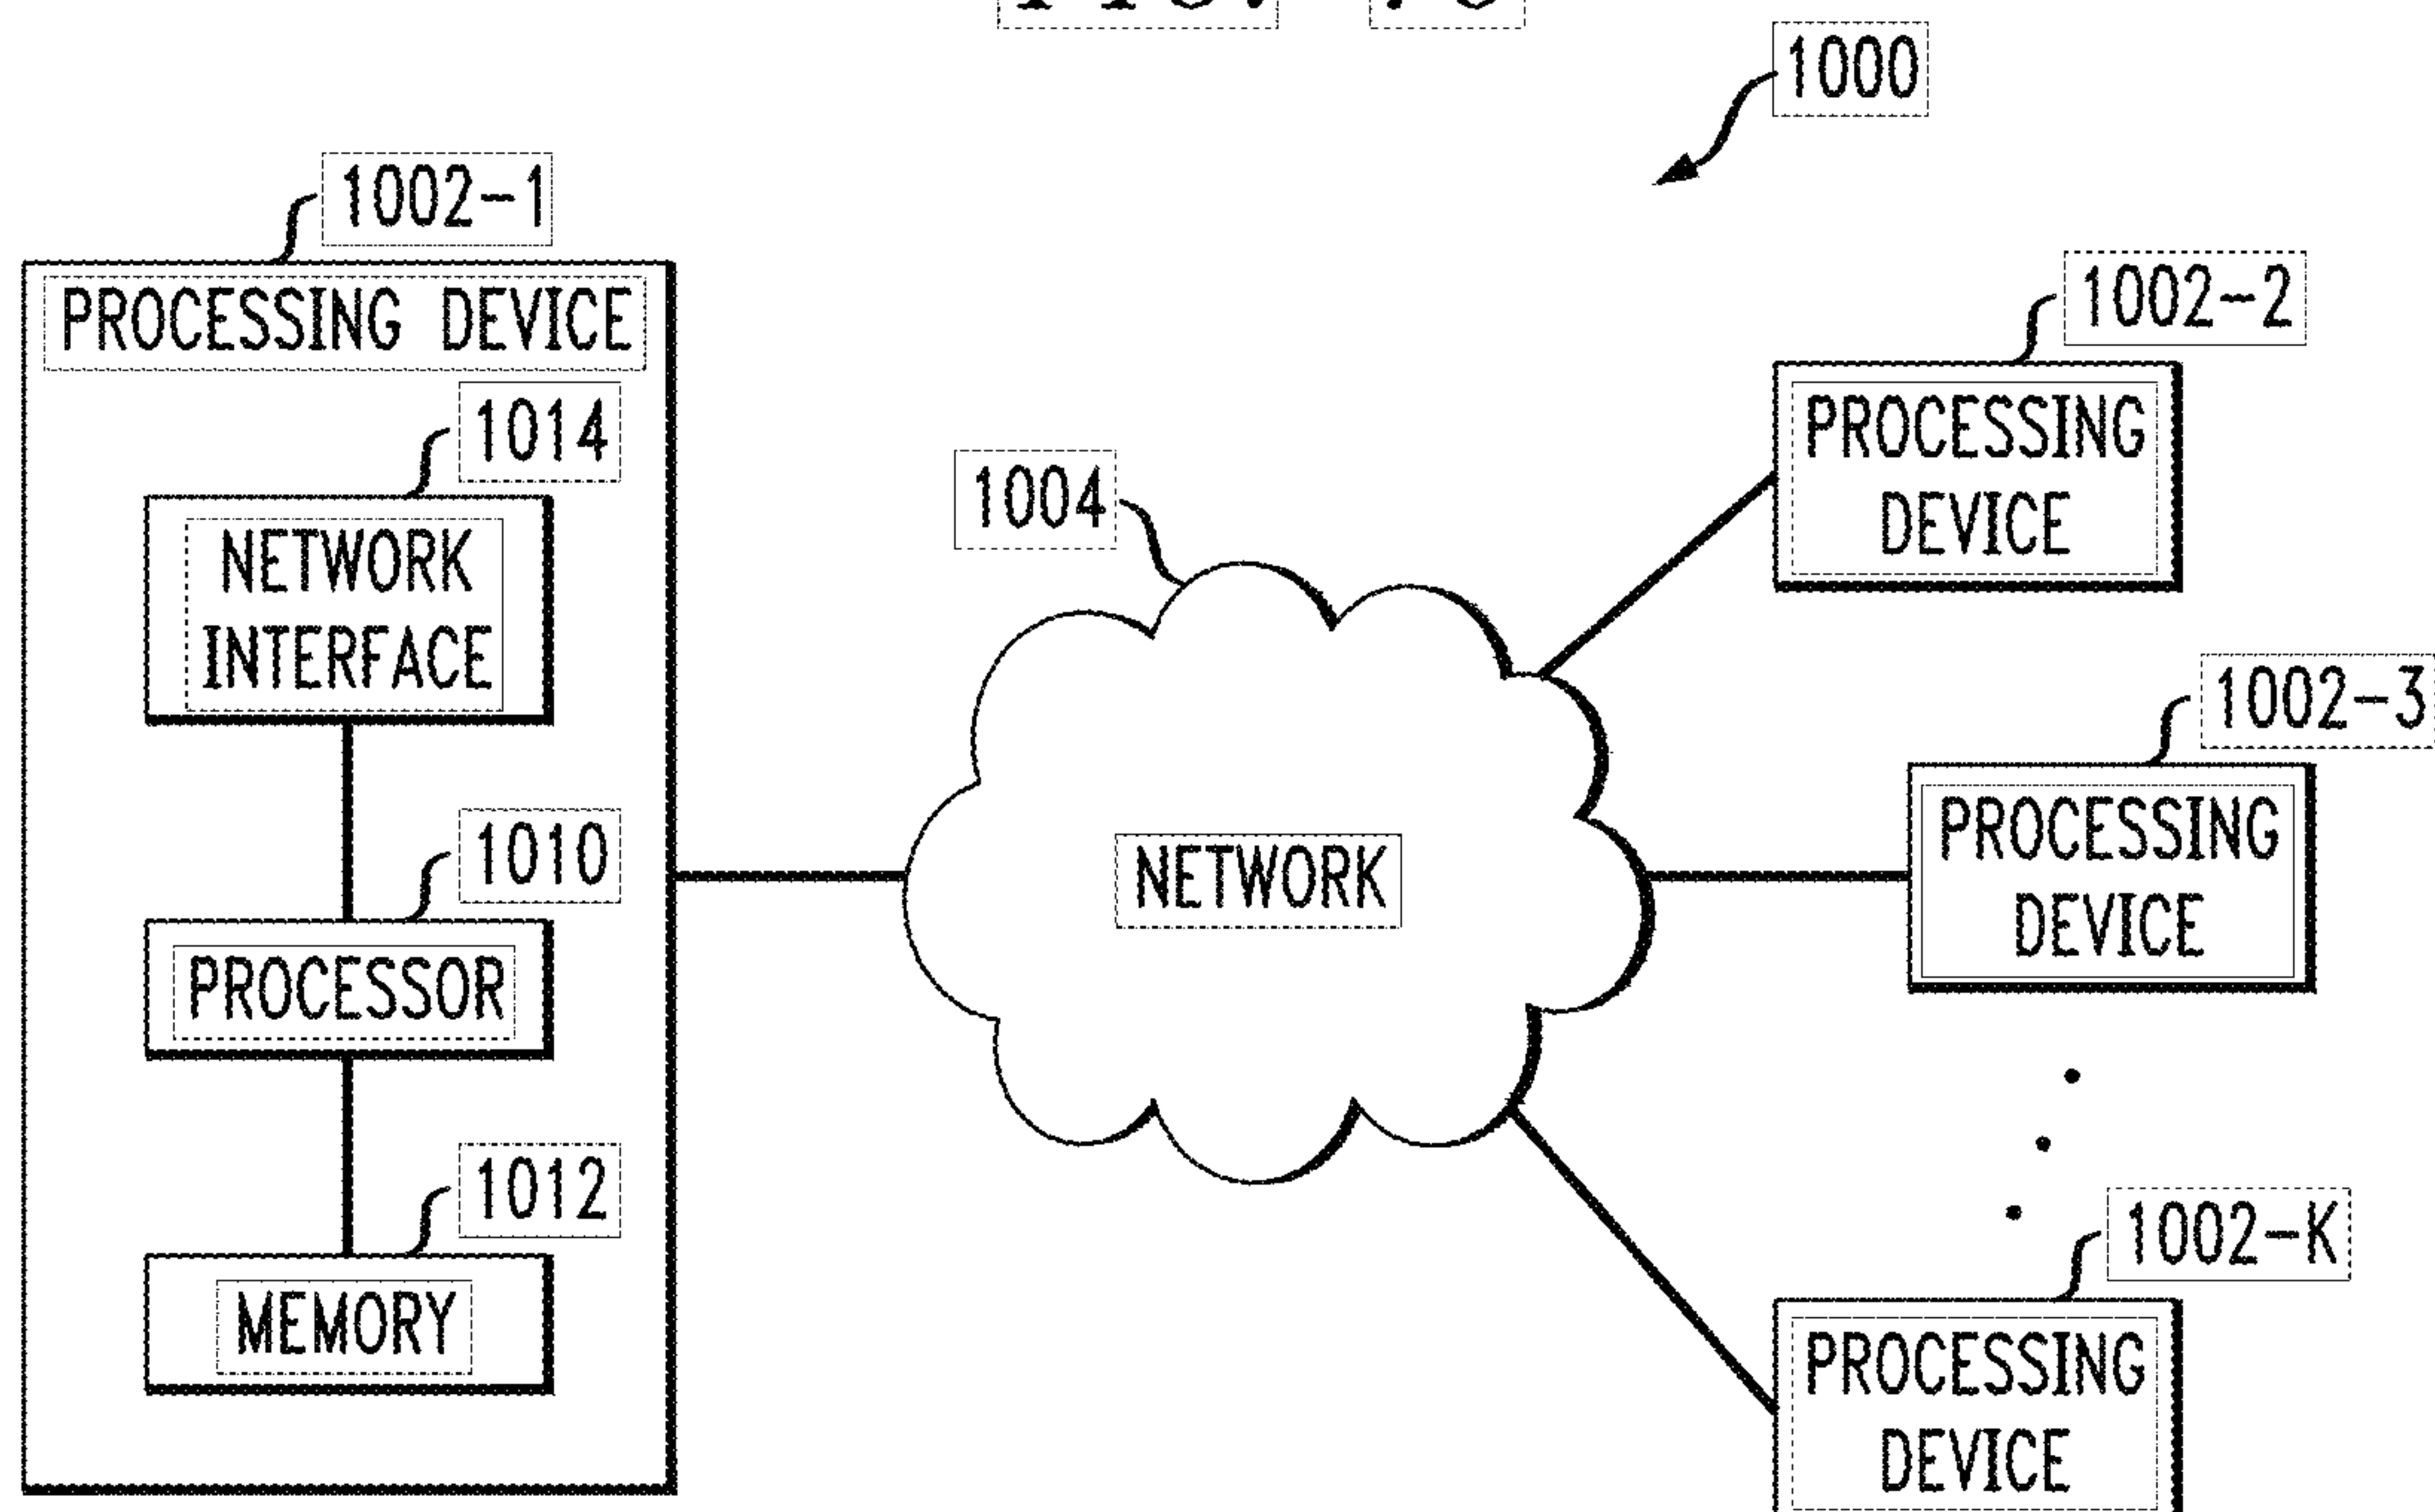 1000
1002-1
PROCESSING DEVICE
1014
NETWORK
INTERFACE
1010
PROCESSOR
1012
MEMORY
1004
NETWORK
1002-2
PROCESSING
DEVICE
1002-3
PROCESSING
DEVICE
1002-K
PROCESSING
DEVICE